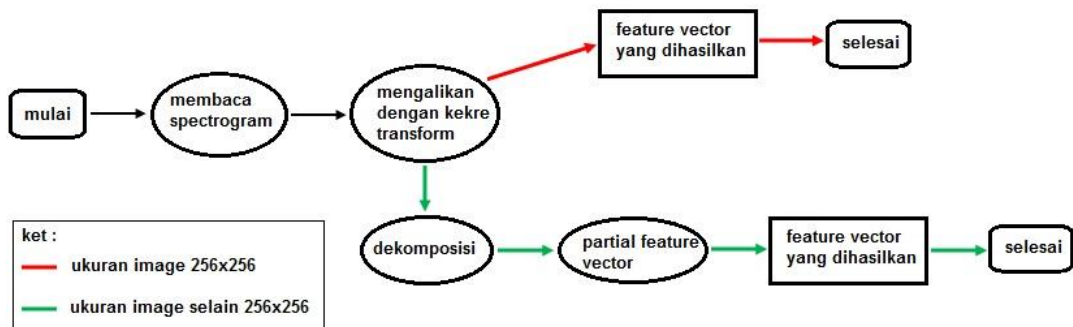 mulai
membaca
spectrogram
mengalikan
dengan kekre
transform
feature vector
yang dihasilkan
selesai
dekomposisi
partial feature
vector
feature vector
yang dihasilkan
selesai
ket :
ukuran image 256x256
ukuran image selain 256x256